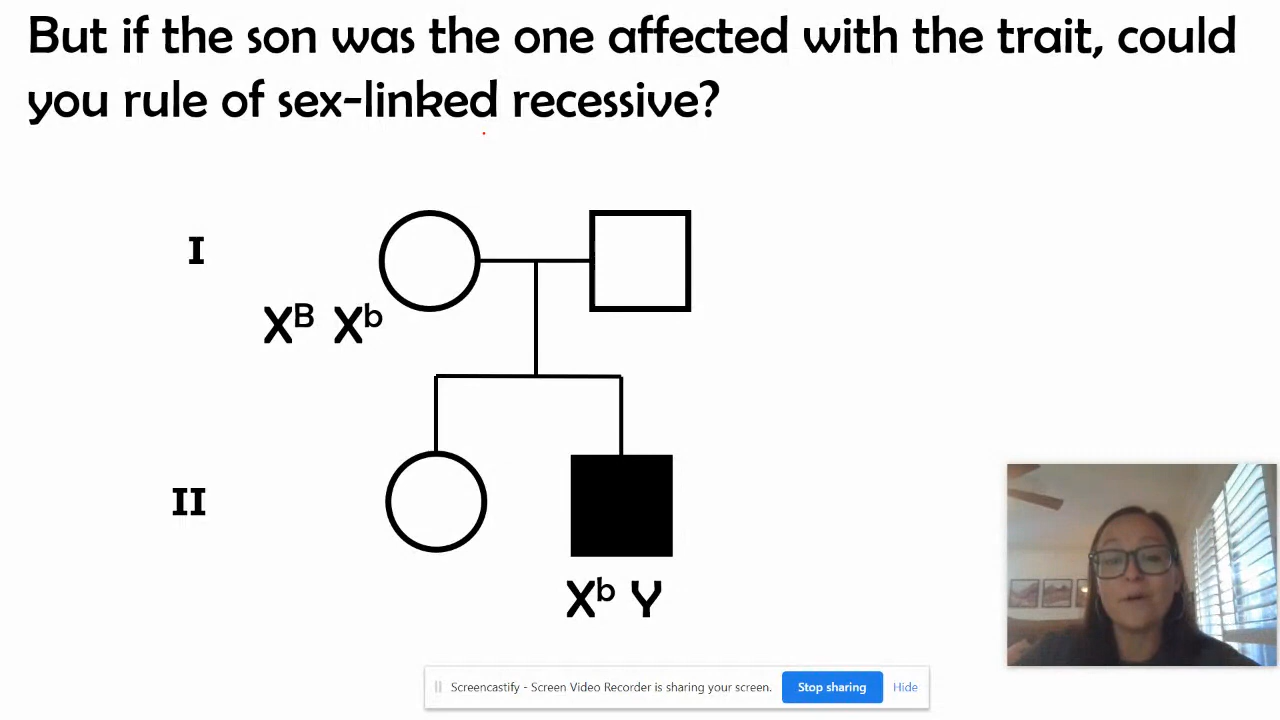 But if the son was the one affected with the trait, could
you rule of sex-linked recessive?
I
X^B X^b
II
X^b Y
Screencastify - Screen Video Recorder is sharing your screen. Stop sharing Hide